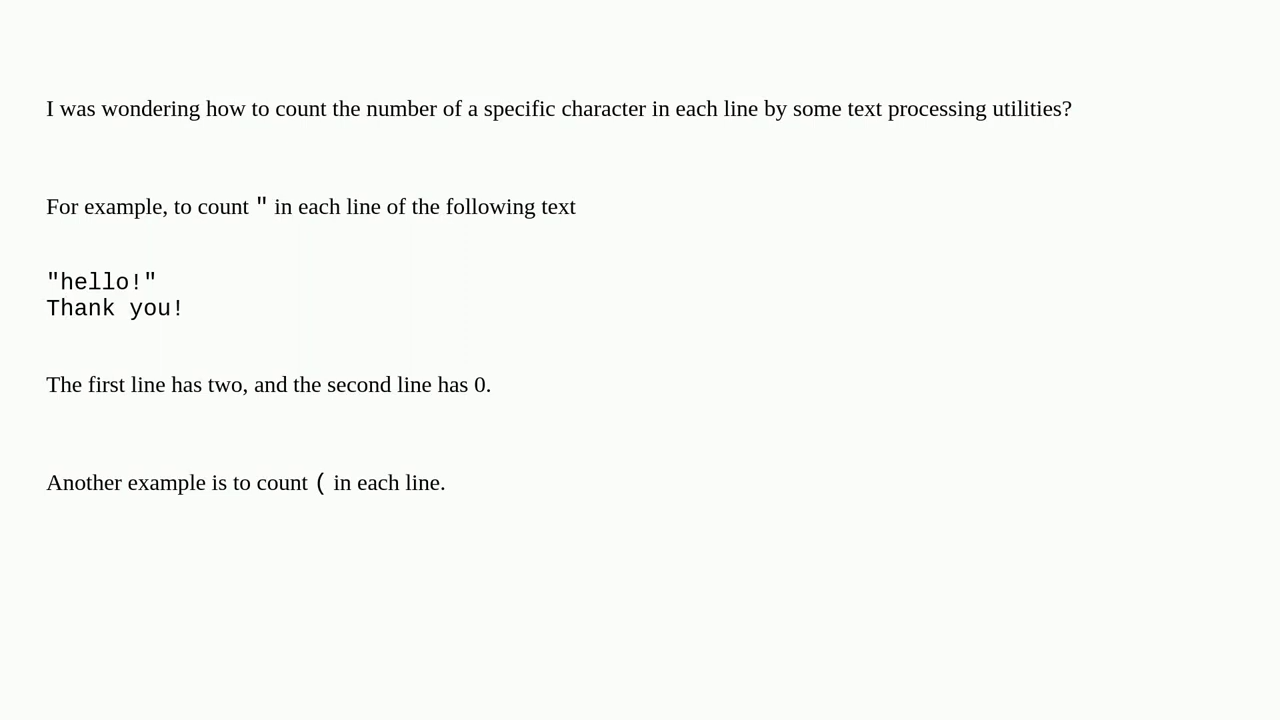 I was wondering how to count the number of a specific character in each line by some text processing utilities?
For example, to count " in each line of the following text
"hello!"
Thank you!
The first line has two, and the second line has 0.
Another example is to count ( in each line.